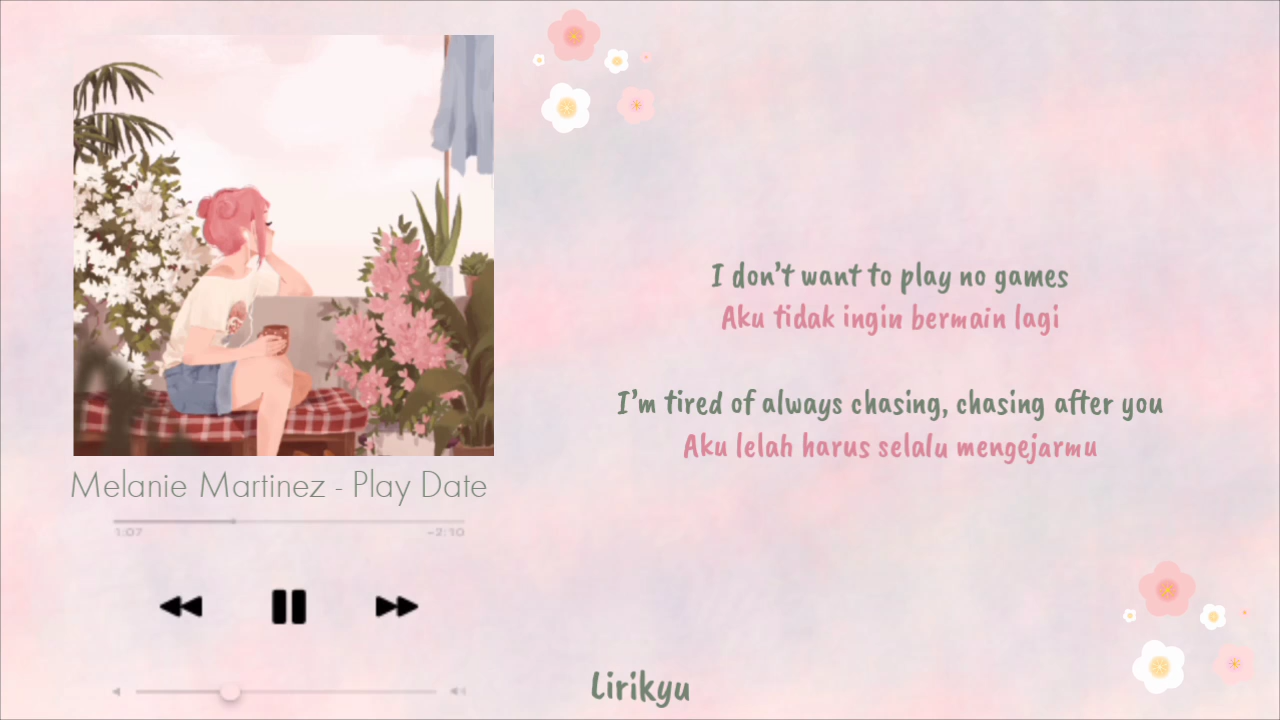 Melanie Martinez - Play Date
1:07
-2:10
I don't want to play no games
Aku tidak ingin bermain lagi
I'm tired of always chasing, chasing after you
Aku lelah harus selalu mengejarmu
Lirikyu